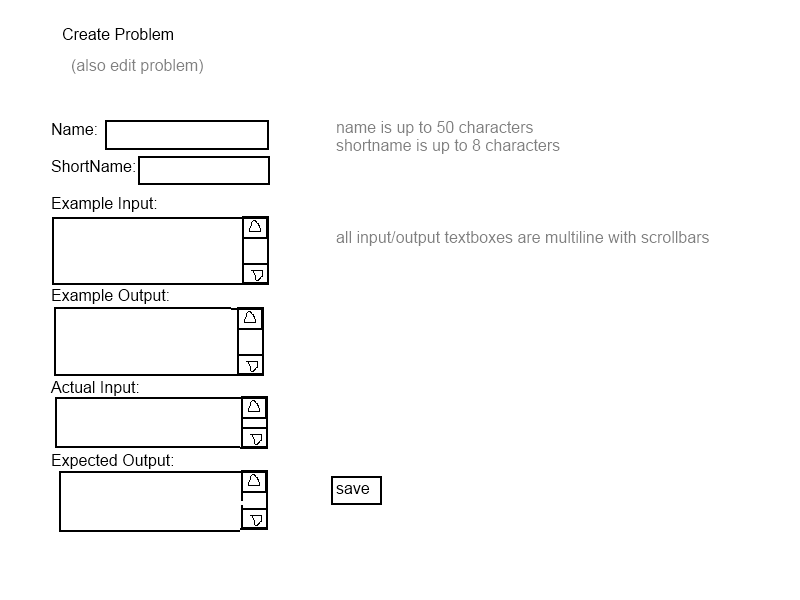 Create Problem
(also edit problem)
Name:
name is up to 50 characters
shortname is up to 8 characters
ShortName:
Example Input:
all input/output textboxes are multiline with scrollbars
Example Output:
Actual Input:
Expected Output:
save